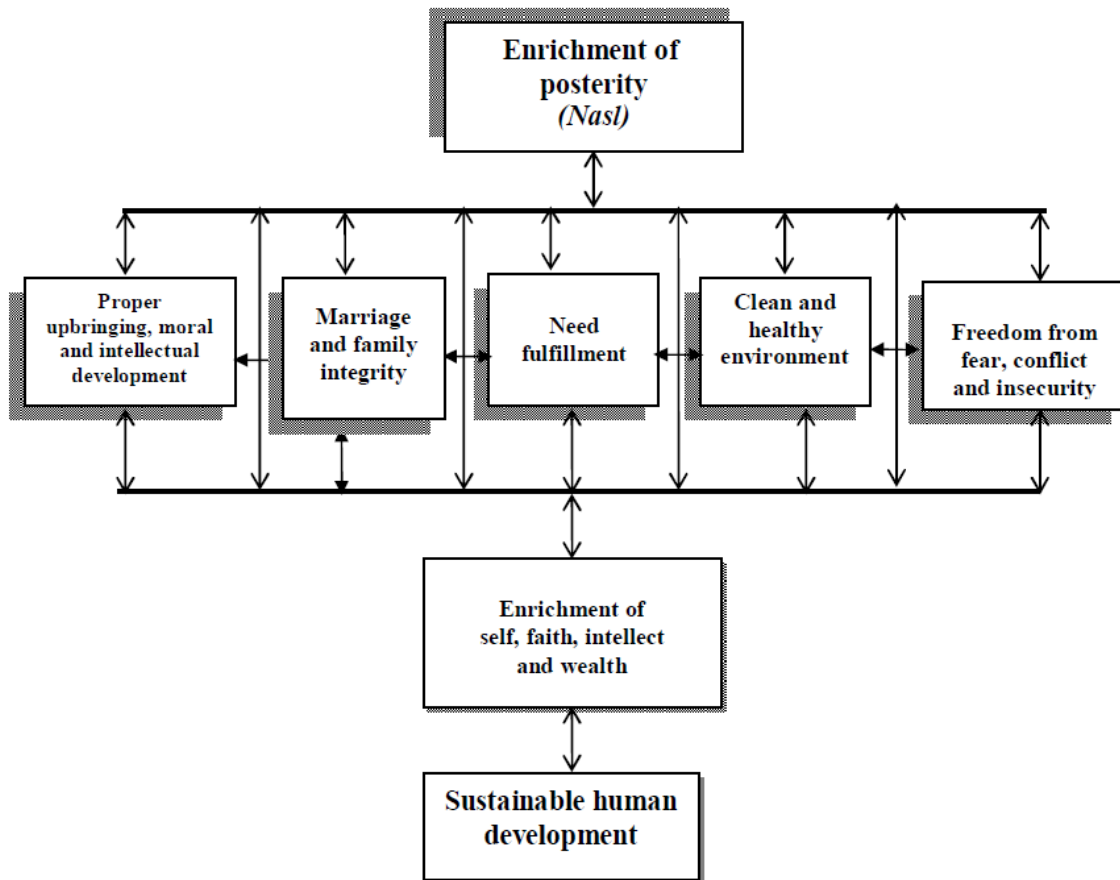 Enrichment of
posterity
(Nasl)
Proper
upbringing, moral
and intellectual
development
Marriage
and family
integrity
Need
fulfillment
Clean and
healthy
environment
Freedom from
fear, conflict
and insecurity
Enrichment of
self, faith, intellect
and wealth
Sustainable human
development